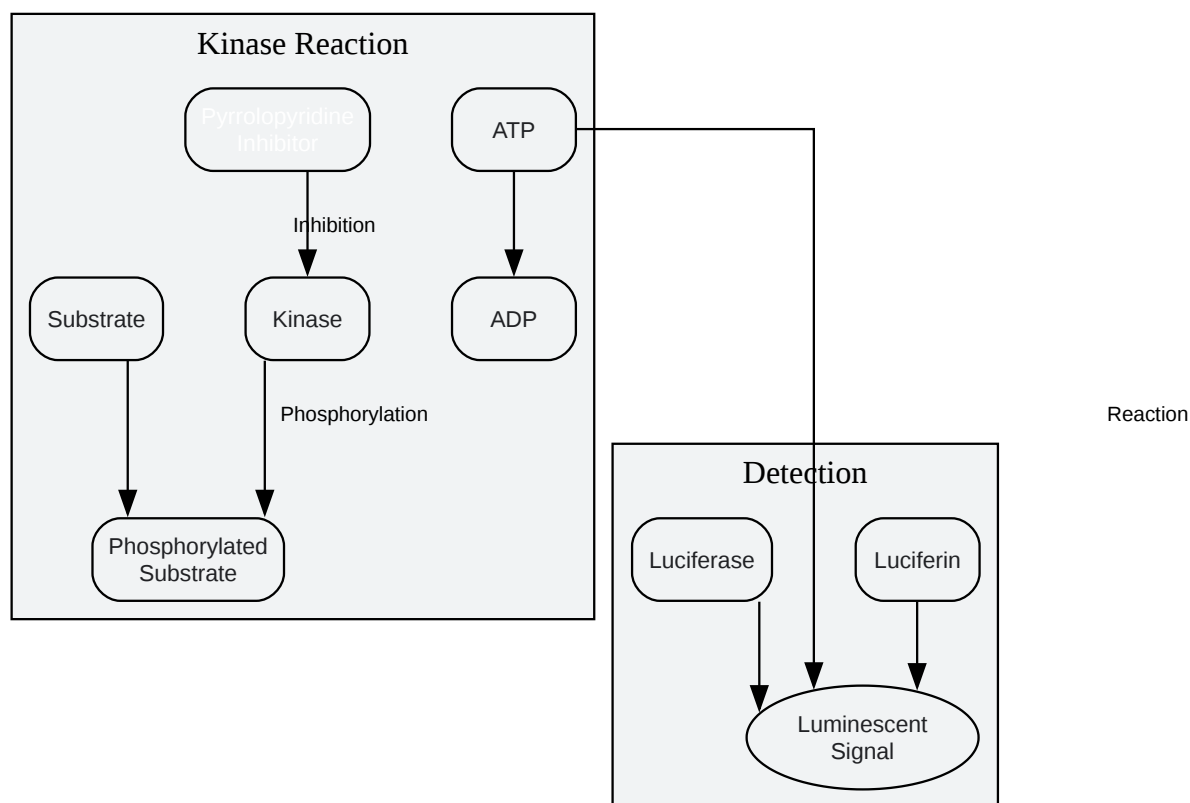 Kinase Reaction
Pyrrolopyridine
Inhibitor
ATP
Inhibition
Substrate
Kinase
ADP
Phosphorylation
Reaction
Phosphorylated
Substrate
Detection
Luciferase
Luciferin
Luminescent
Signal